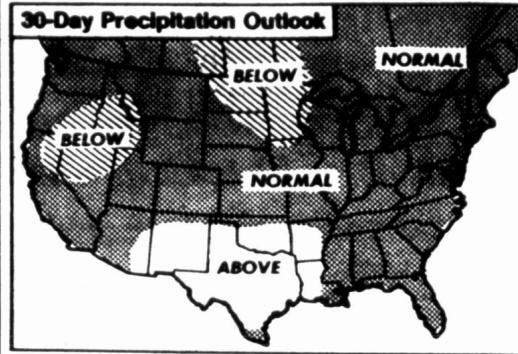 30-Day Precipitation Outlook
NORMAL
BELOW
BELOW
NORMAL
ABOVE